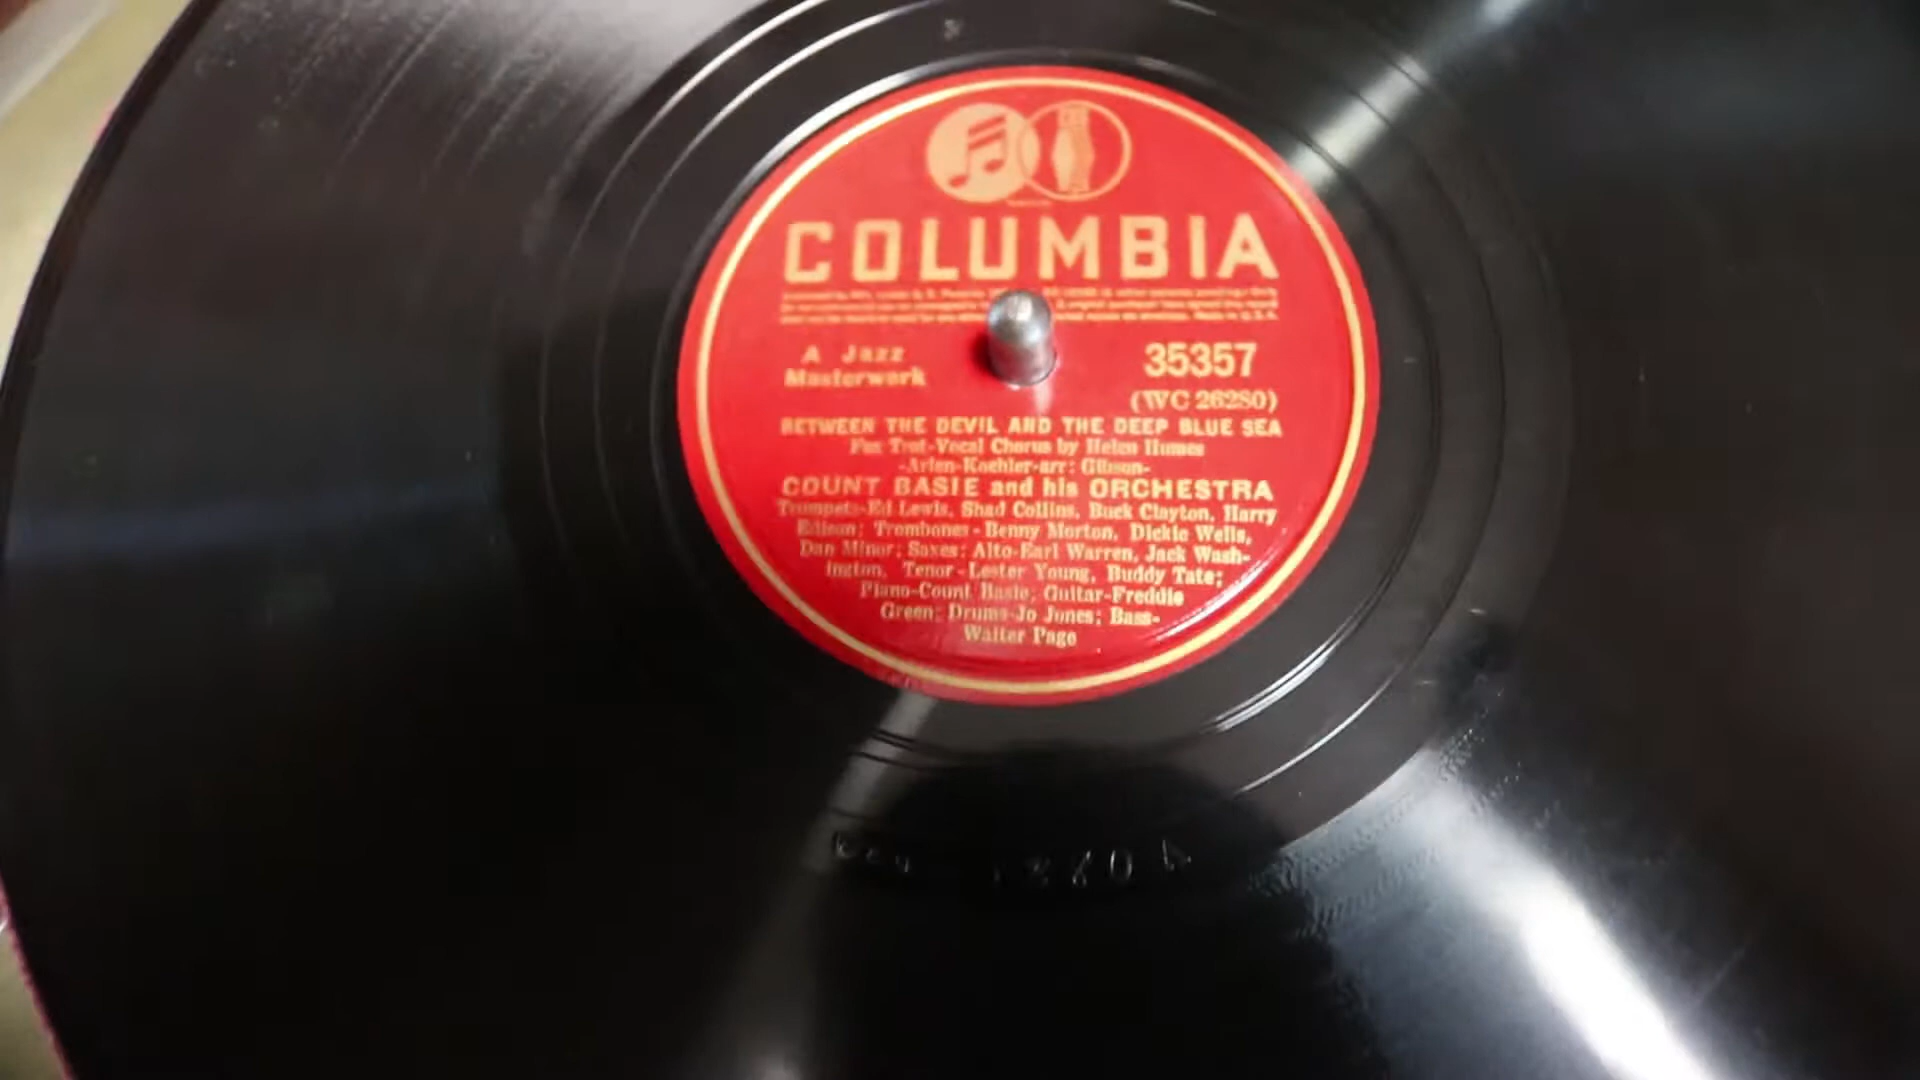 COLUMBIA
A Jazz
Masterwork
35357
(WC 26280)
BETWEEN THE DEVIL AND THE DEEP BLUE SEA
Fox Trot-Vocal Chorus by Helen Humes
-Arlen-Koehler-arr: Gibson-
COUNT BASIE and his ORCHESTRA
Trumpets-Ed Lewis, Shad Collins, Buck Clayton, Harry
Edison; Trombones-Benny Morton, Dickie Wells,
Dan Minor; Saxes: Alto-Earl Warren, Jack Wash-
ington, Tenor-Lester Young, Buddy Tate;
Piano-Count Basie; Guitar-Freddie
Green; Drums-Jo Jones; Bass-
Walter Page